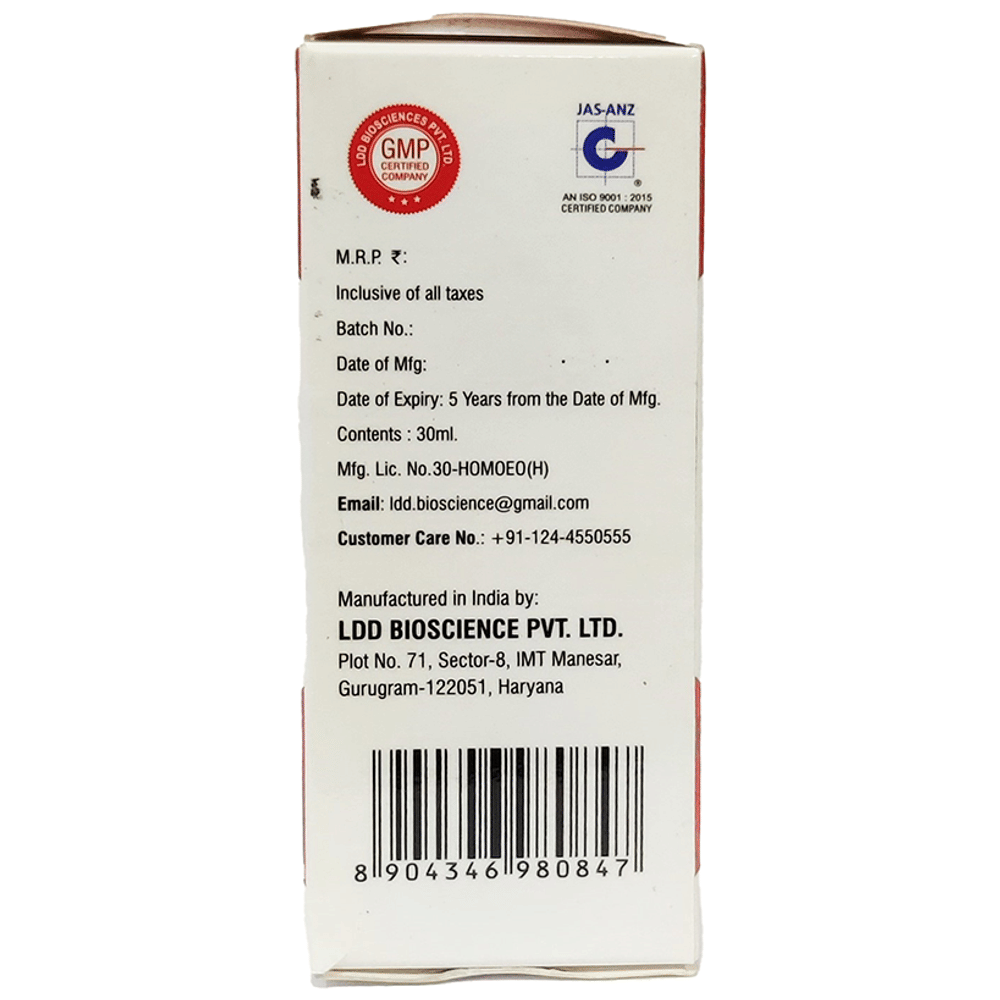 LDD BIOSCIENCES PVT. LTD.
GMP
CERTIFIED
COMPANY
JAS-ANZ
®
AN ISO 9001 : 2015
CERTIFIED COMPANY
M.R.P. ₹:
Inclusive of all taxes
Batch No.:
Date of Mfg:
Date of Expiry: 5 Years from the Date of Mfg.
Contents : 30ml.
Mfg. Lic. No.30-HOMOEO(H)
Email: ldd.bioscience@gmail.com
Customer Care No.: +91-124-4550555
Manufactured in India by:
LDD BIOSCIENCE PVT. LTD.
Plot No. 71, Sector-8, IMT Manesar,
Gurugram-122051, Haryana
8 904346 980847